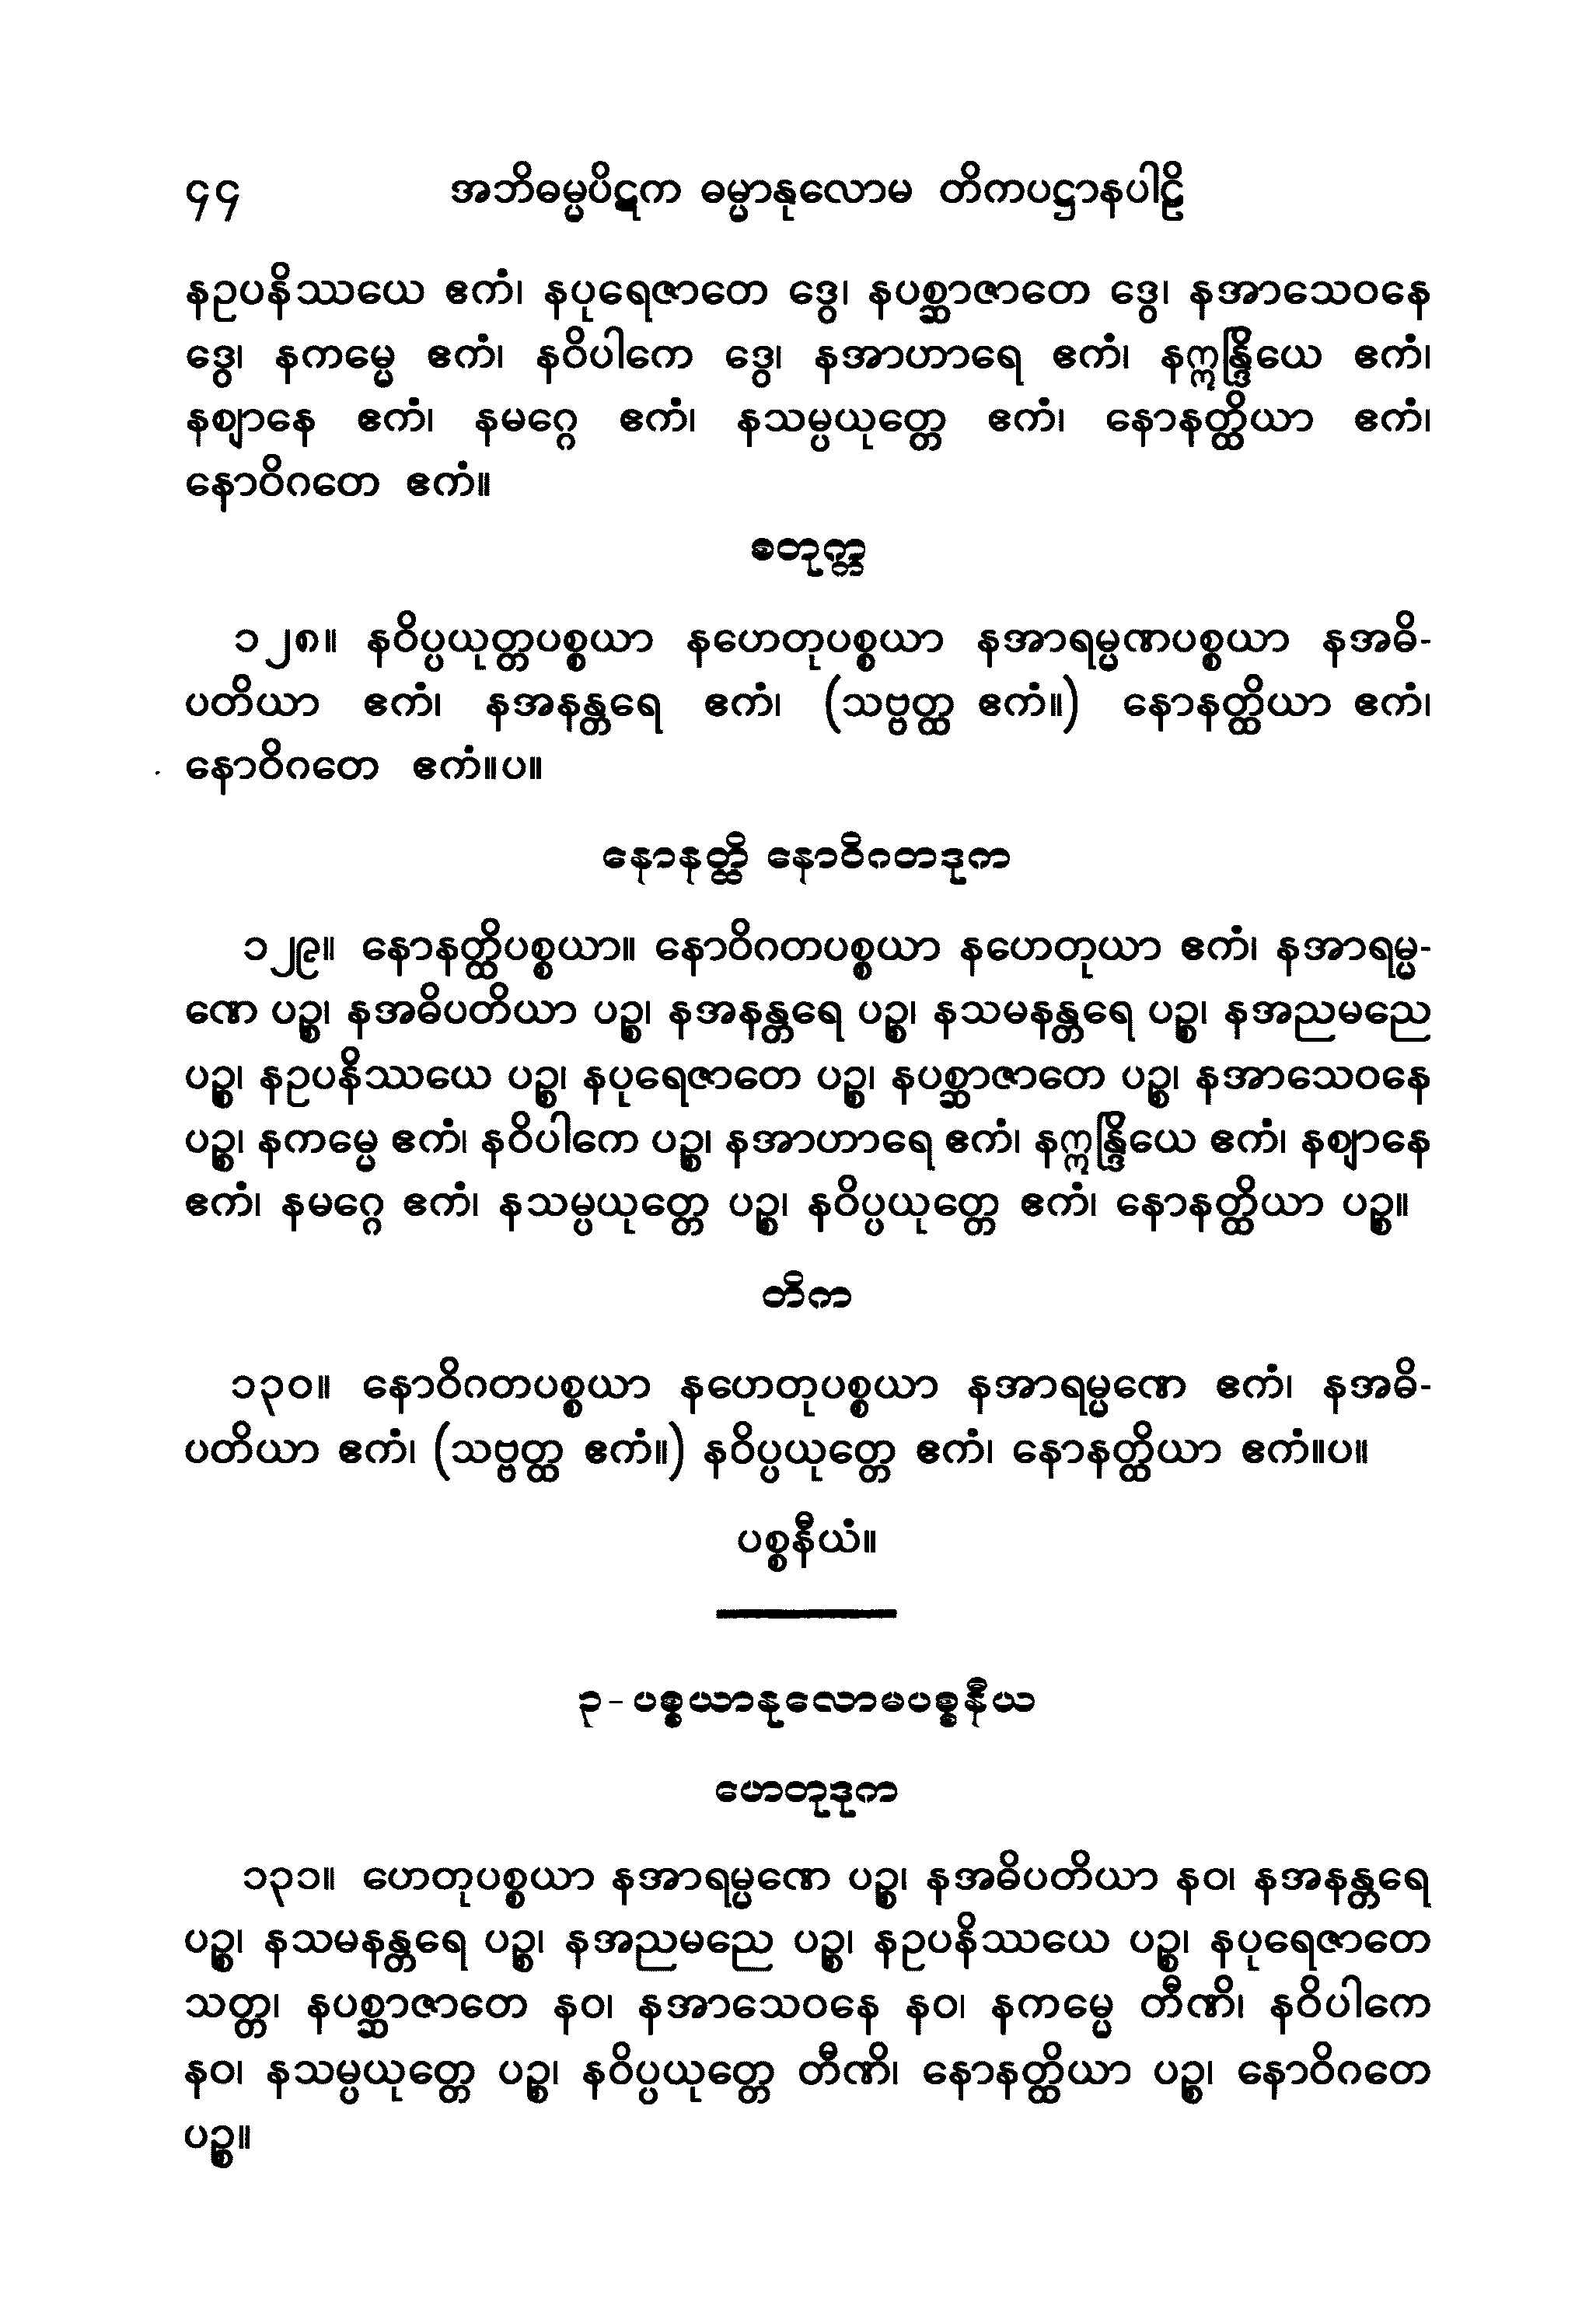 ၄၄ အဘိဓမ္မပိဋက ဓမ္မာနုလောမ တိကပဋ္ဌာနပါဠိ
နဥပနိဿယေ ဧကံ၊ နပုရေဇာတေ ဒွေ၊ နပစ္ဆာဇာတေ ဒွေ၊ နအာသေဝနေ
ဒွေ၊ နကမ္မေ ဧကံ၊ နဝိပါကေ ဒွေ၊ နအာဟာရေ ဧကံ၊ နဣန္ဒြိယေ ဧကံ၊
နဈာနေ ဧကံ၊ နမဂ္ဂေ ဧကံ၊ နသမ္ပယုတ္တေ ဧကံ၊ နောနတ္ထိယာ ဧကံ၊
နောဝိဂတေ ဧကံ။
စတုက္က
၁၂၈။ နဝိပ္ပယုတ္တပစ္စယာ နဟေတုပစ္စယာ နအာရမ္မဏပစ္စယာ နအဓိ-
ပတိယာ ဧကံ၊ နအနန္တရေ ဧကံ၊ (သဗ္ဗတ္ထ ဧကံ။) နောနတ္ထိယာ ဧကံ၊
နောဝိဂတေ ဧကံ။ပ။
နောနတ္ထိ နောဝိဂတဒုက
၁၂၉။ နောနတ္ထိပစ္စယာ။ နောဝိဂတပစ္စယာ နဟေတုယာ ဧကံ၊ နအာရမ္မ-
ဏေ ပဉ္စ၊ နအဓိပတိယာ ပဉ္စ၊ နအနန္တရေ ပဉ္စ၊ နသမနန္တရေ ပဉ္စ၊ နအညမညေ
ပဉ္စ၊ နဥပနိဿယေ ပဉ္စ၊ နပုရေဇာတေ ပဉ္စ၊ နပစ္ဆာဇာတေ ပဉ္စ၊ နအာသေဝနေ
ပဉ္စ၊ နကမ္မေ ဧကံ၊ နဝိပါကေ ပဉ္စ၊ နအာဟာရေ ဧကံ၊ နဣန္ဒြိယေ ဧကံ၊ နဈာနေ
ဧကံ၊ နမဂ္ဂေ ဧကံ၊ နသမ္ပယုတ္တေ ပဉ္စ၊ နဝိပ္ပယုတ္တေ ဧကံ၊ နောနတ္ထိယာ ပဉ္စ။
တိက
၁၃၀။ နောဝိဂတပစ္စယာ နဟေတုပစ္စယာ နအာရမ္မဏေ ဧကံ၊ နအဓိ-
ပတိယာ ဧကံ၊ (သဗ္ဗတ္ထ ဧကံ။) နဝိပ္ပယုတ္တေ ဧကံ၊ နောနတ္ထိယာ ဧကံ။ပ။
ပစ္စနီယံ။
၃-ပစ္စယာနုလောမပစ္စနီယ
ဟေတုဒုက
၁၃၁။ ဟေတုပစ္စယာ နအာရမ္မဏေ ပဉ္စ၊ နအဓိပတိယာ နဝ၊ နအနန္တရေ
ပဉ္စ၊ နသမနန္တရေ ပဉ္စ၊ နအညမညေ ပဉ္စ၊ နဥပနိဿယေ ပဉ္စ၊ နပုရေဇာတေ
သတ္တ၊ နပစ္ဆာဇာတေ နဝ၊ နအာသေဝနေ နဝ၊ နကမ္မေ တီဏိ၊ နဝိပါကေ
နဝ၊ နသမ္ပယုတ္တေ ပဉ္စ၊ နဝိပ္ပယုတ္တေ တီဏိ၊ နောနတ္ထိယာ ပဉ္စ၊ နောဝိဂတေ
ပဉ္စ။